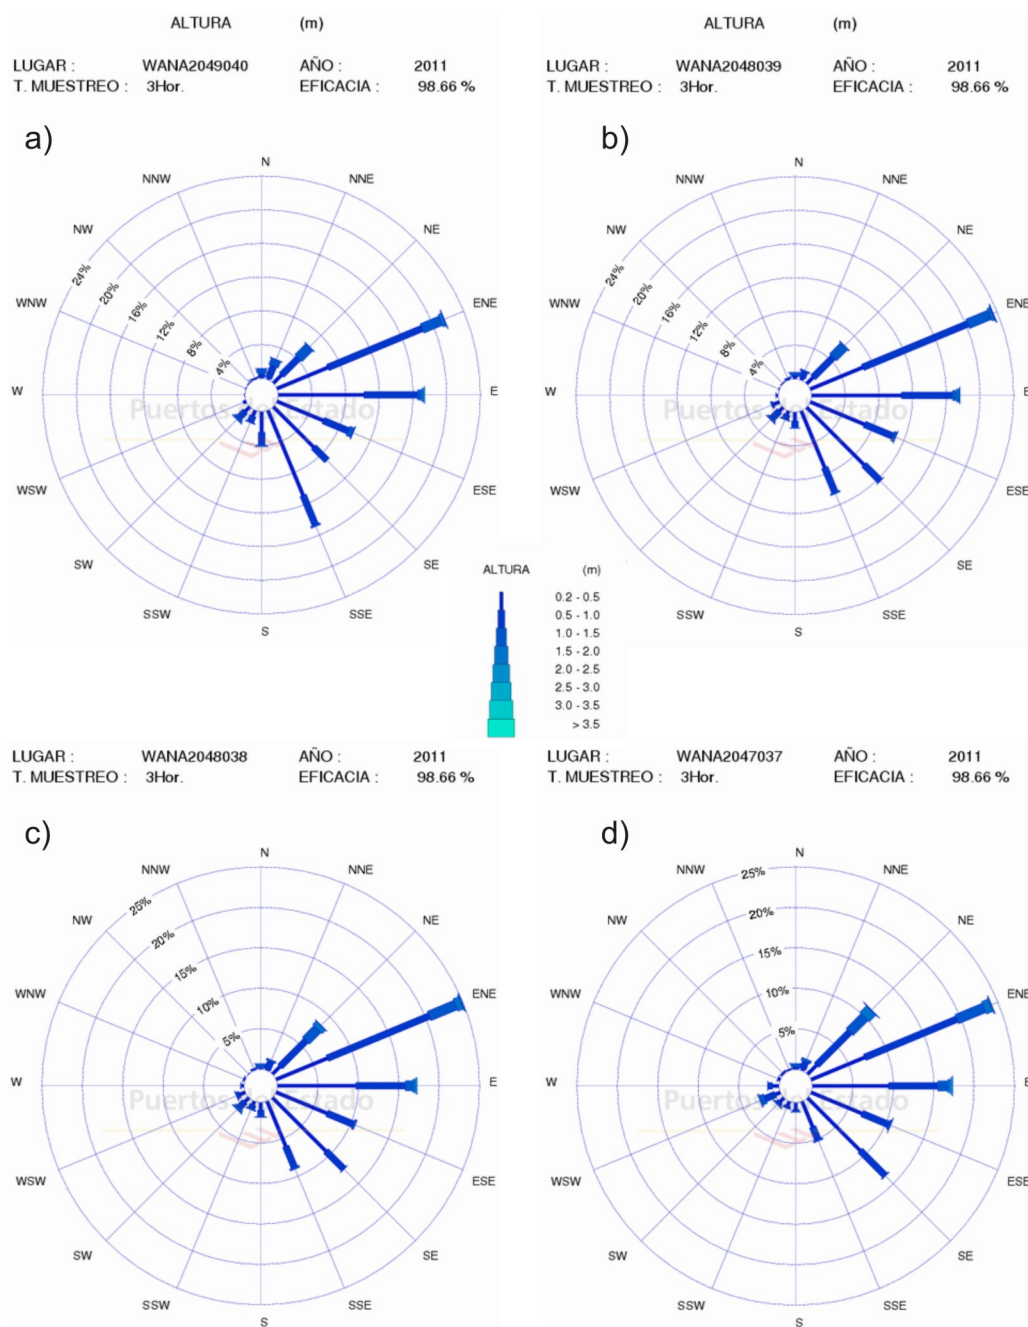 ALTURA (m)
LUGAR : WANA2049040 AÑO : 2011
T. MUESTREO : 3Hor. EFICACIA : 98.66 %
a)
N
NNW NNE
NW NE
24%
20%
WNW ENE
16%
12%
8%
4%
W E
Puertos del Estado
WSW ESE
SW SE
SSW SSE
S
ALTURA (m)
LUGAR : WANA2048039 AÑO : 2011
T. MUESTREO : 3Hor. EFICACIA : 98.66 %
b)
N
NNW NNE
NW NE
24%
20%
WNW ENE
16%
12%
8%
4%
W E
Puertos del Estado
WSW ESE
SW SE
SSW SSE
S
ALTURA (m)
0.2 - 0.5
0.5 - 1.0
1.0 - 1.5
1.5 - 2.0
2.0 - 2.5
2.5 - 3.0
3.0 - 3.5
> 3.5
LUGAR : WANA2048038 AÑO : 2011
T. MUESTREO : 3Hor. EFICACIA : 98.66 %
c)
N
NNW NNE
25%
NW NE
20%
15%
WNW ENE
10%
5%
W E
Puertos del Estado
WSW ESE
SW SE
SSW SSE
S
LUGAR : WANA2047037 AÑO : 2011
T. MUESTREO : 3Hor. EFICACIA : 98.66 %
d)
N
NNW NNE
25%
NW NE
20%
15%
WNW ENE
10%
5%
W E
Puertos del Estado
WSW ESE
SW SE
SSW SSE
S